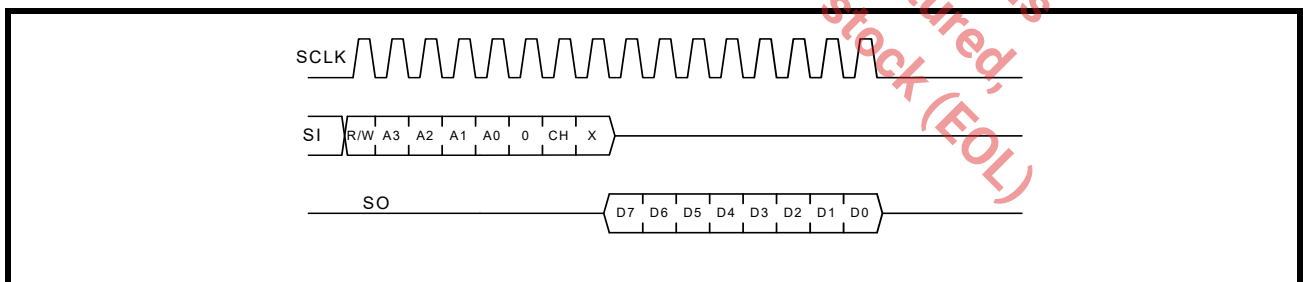 SCLK
SI R/W A3 A2 A1 A0 0 CH X
SO D7 D6 D5 D4 D3 D2 D1 D0
stock (EOL)